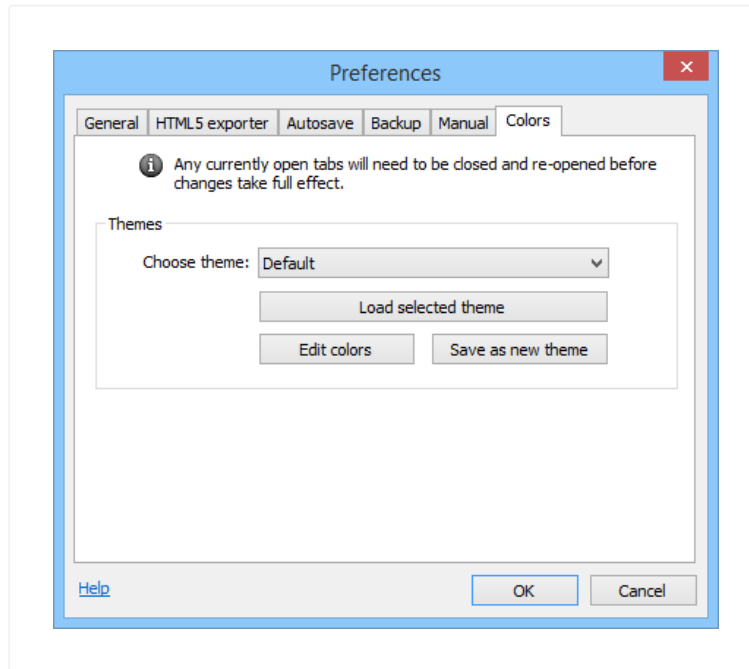 Preferences
General HTML5 exporter Autosave Backup Manual Colors
Any currently open tabs will need to be closed and re-opened before
changes take full effect.
Themes
Choose theme: Default
Load selected theme
Edit colors Save as new theme
Help OK Cancel